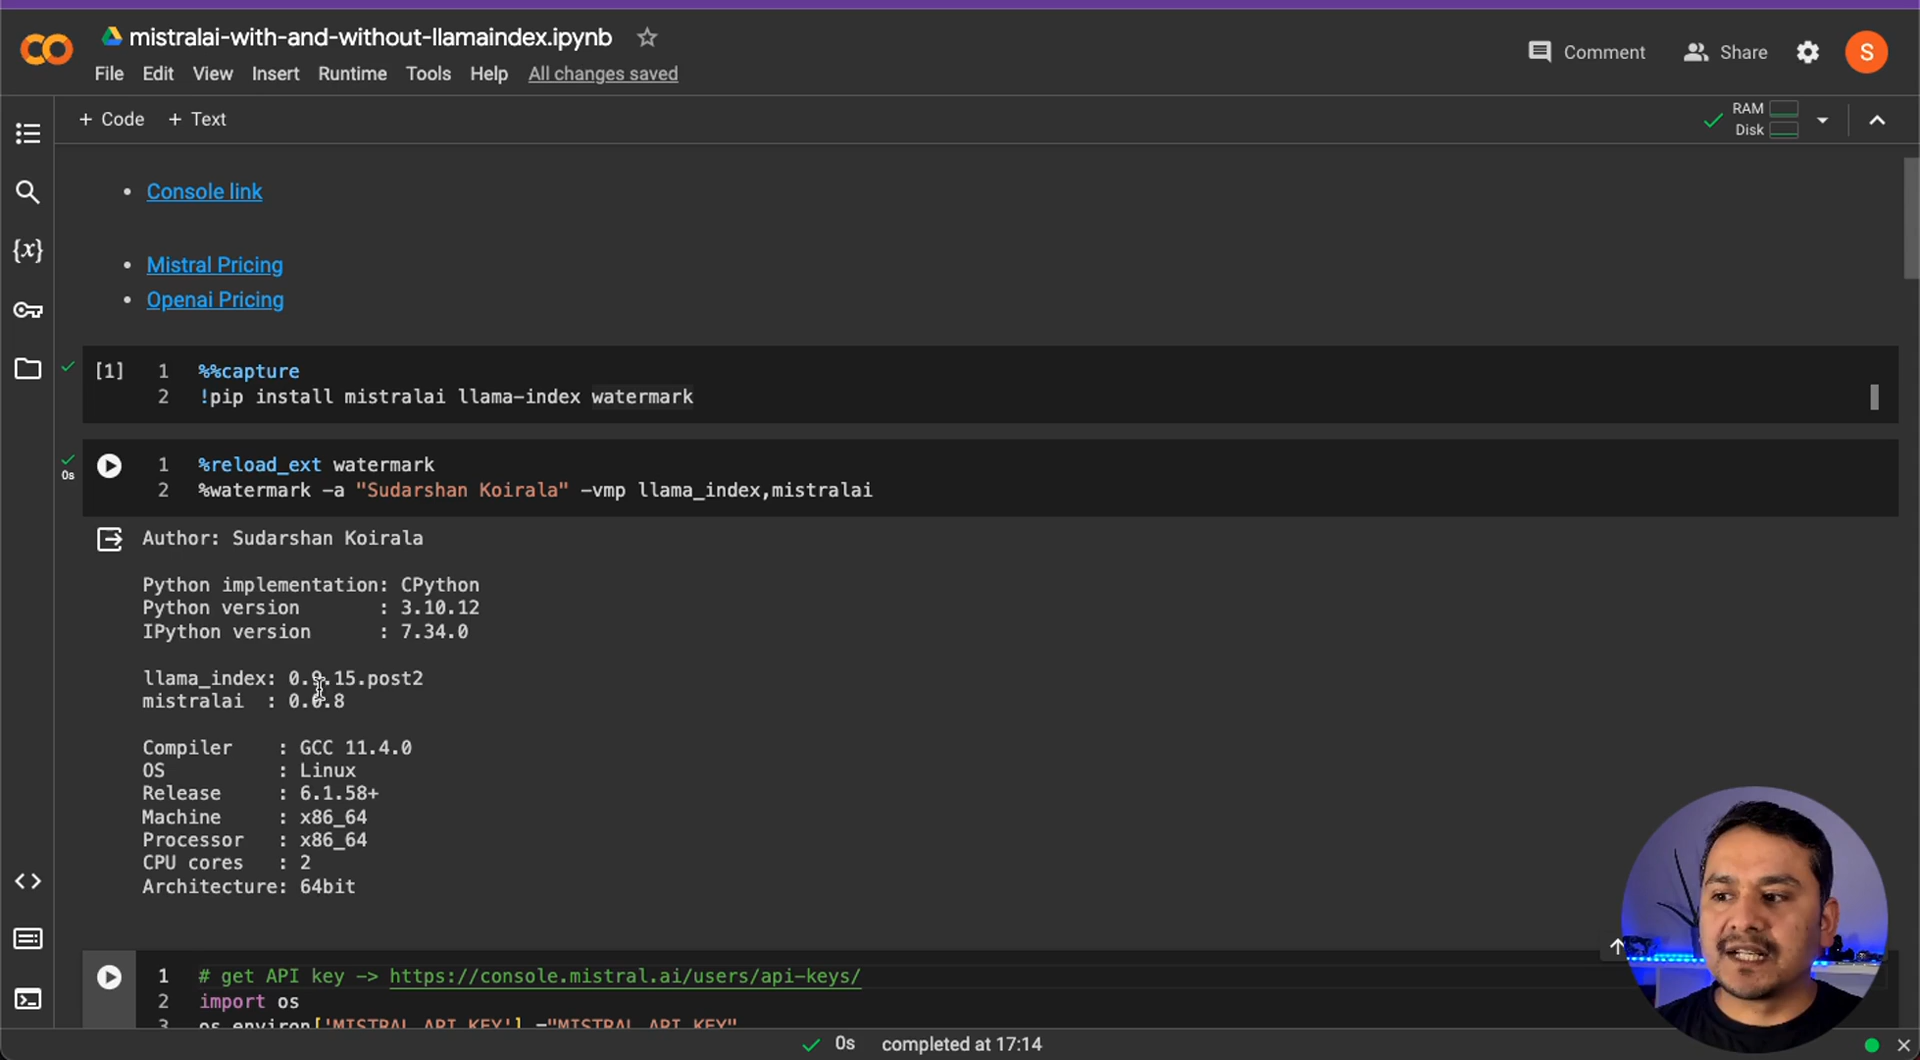 mistralai-with-and-without-llamaindex.ipynb
Comment
Share
S
File Edit View Insert Runtime Tools Help All changes saved
+ Code + Text
RAM
Disk
• Console link
• Mistral Pricing
• Openai Pricing
[1] 1 %%capture
2 !pip install mistralai llama-index watermark
0s
1 %reload_ext watermark
2 %watermark -a "Sudarshan Koirala" -vmp llama_index,mistralai
Author: Sudarshan Koirala
Python implementation: CPython
Python version : 3.10.12
IPython version : 7.34.0
llama_index: 0.9.15.post2
mistralai : 0.0.8
Compiler : GCC 11.4.0
OS : Linux
Release : 6.1.58+
Machine : x86_64
Processor : x86_64
CPU cores : 2
Architecture: 64bit
1 # get API key -> https://console.mistral.ai/users/api-keys/
2 import os
3 os.environ['MISTRAL_API_KEY'] ="MISTRAL_API_KEY"
0s completed at 17:14